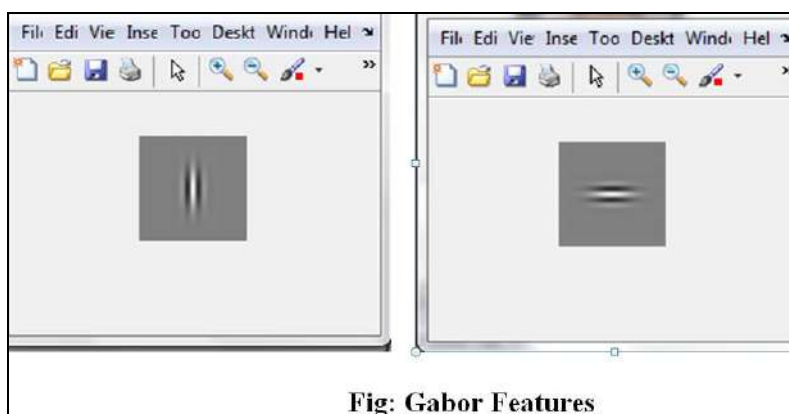 Fil Edi Vie Inse Too Deskt Wind Hel
Fil Edi Vie Inse Too Deskt Wind Hel
Fig: Gabor Features